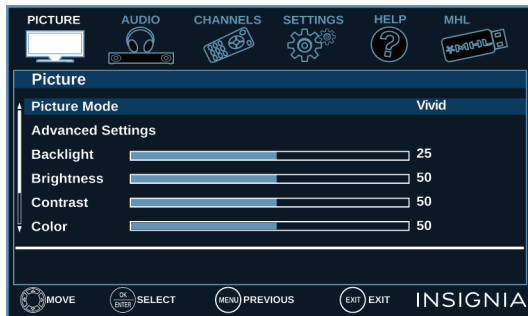 PICTURE AUDIO CHANNELS SETTINGS HELP MHL
?
MHL
Picture
Picture Mode Vivid
Advanced Settings
Backlight 25
Brightness 50
Contrast 50
Color 50
MOVE OK ENTER SELECT MENU PREVIOUS EXIT EXIT INSIGNIA